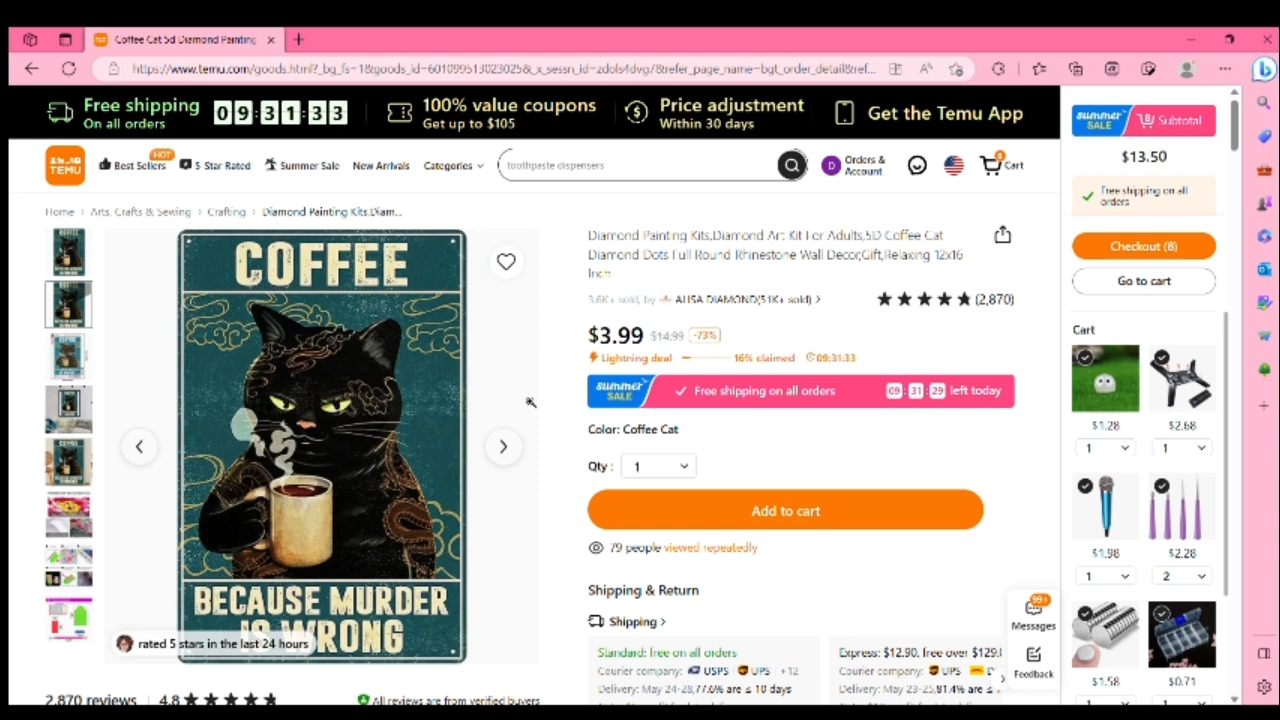 Coffee Cat 5d Diamond Painting
https://www.temu.com/goods.html?_bg_fs=1&goods_id=601099513023025&_x_sessn_id=zdols4dvg7&refer_page_name=bgt_order_detail&ref...
Free shipping
On all orders
09:31:33
100% value coupons
Get up to $105
Price adjustment
Within 30 days
Get the Temu App
TEMU
Best Sellers
HOT
5-Star Rated
Summer Sale
New Arrivals
Categories
toothpaste dispensers
D
Orders & Account
8
Cart
Home > Arts, Crafts & Sewing > Crafting > Diamond Painting Kits,Diam...
COFFEE
BECAUSE MURDER
IS WRONG
rated 5 stars in the last 24 hours
2,870 reviews
4.8
All reviews are from verified buyers
Diamond Painting Kits,Diamond Art Kit For Adults,5D Coffee Cat
Diamond Dots Full Round Rhinestone Wall Decor,Gift,Relaxing 12x16
Inch
3.6K+ sold, by ALISA DIAMOND(51K+ sold) >
(2,870)
$3.99 $14.99 -73%
Lightning deal 16% claimed 09:31:33
summer SALE
Free shipping on all orders 09:31:29 left today
Color: Coffee Cat
Qty : 1
Add to cart
79 people viewed repeatedly
Shipping & Return
Shipping >
Standard: free on all orders
Courier company: USPS UPS +12
Delivery: May 24-28,77.6% are ≤ 10 days
Express: $12.90, free over $129.
Courier company: UPS
Delivery: May 23-25,81.4% are ≤
99+
Messages
Feedback
summer SALE
8 Subtotal
$13.50
Free shipping on all
orders
Checkout (8)
Go to cart
Cart
$1.28 $2.68
1 1
$1.98 $2.28
1 2
$1.58 $0.71
1 1